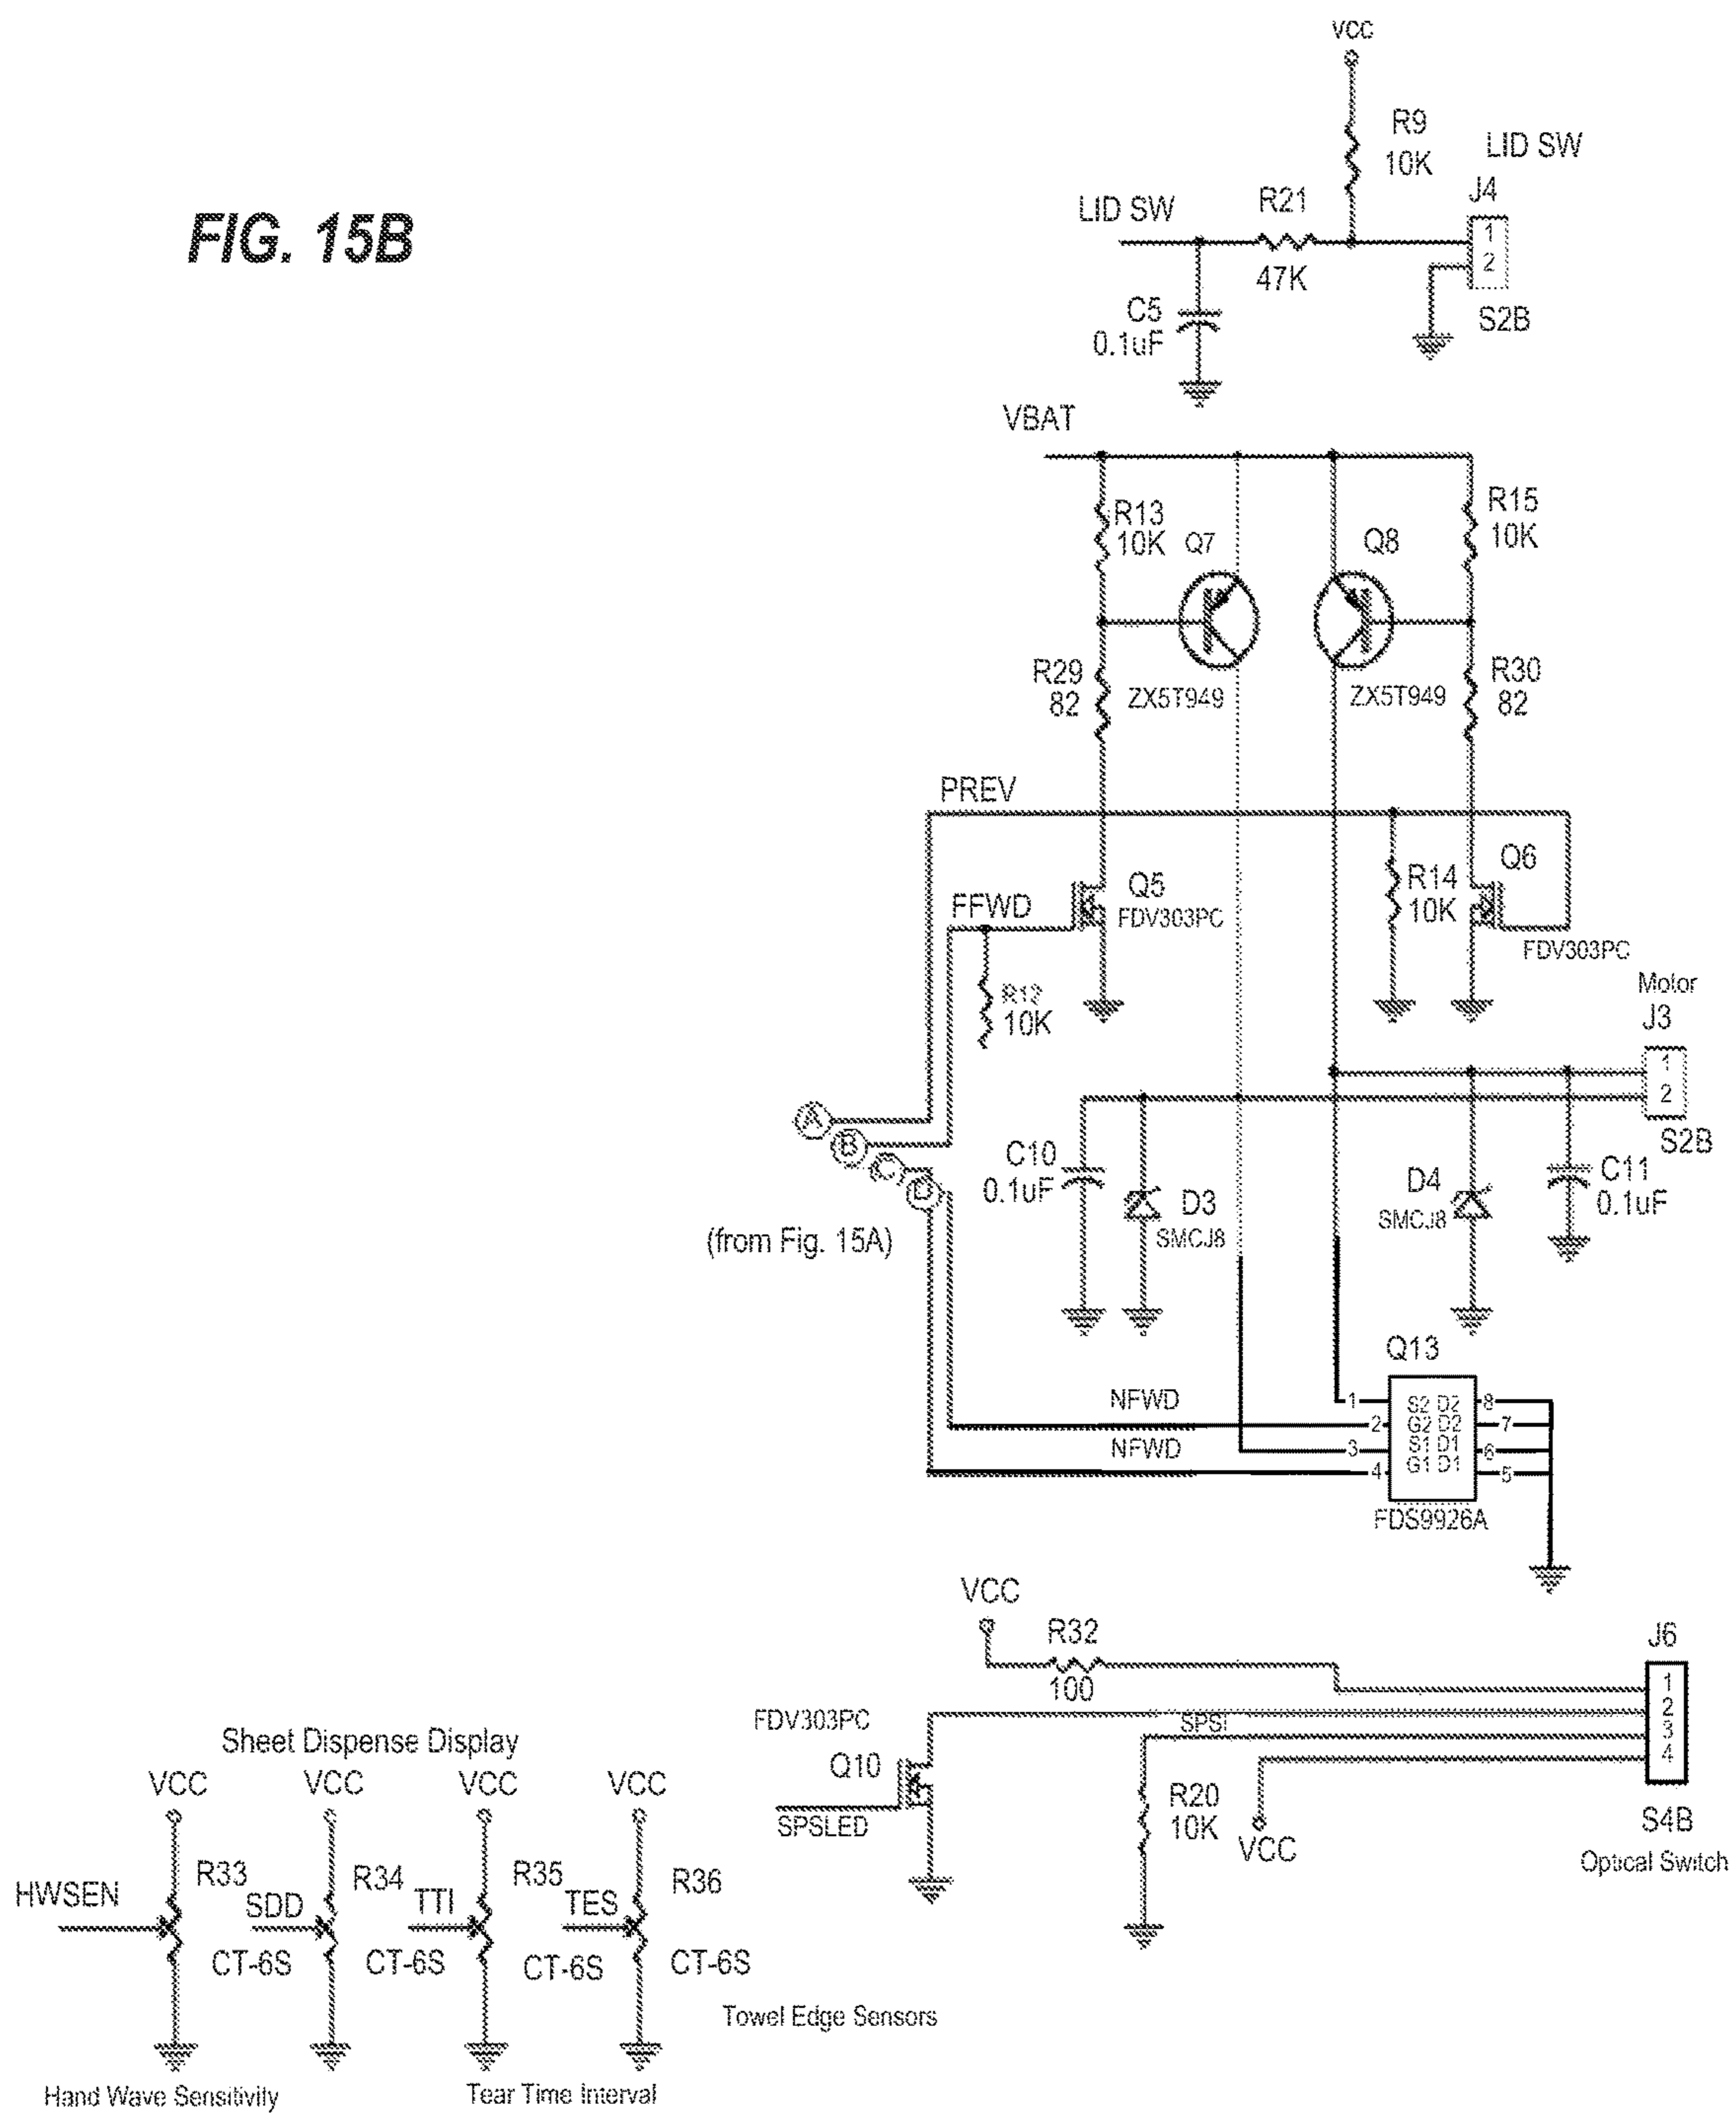 FIG. 15B
VCC
R9
10K
LID SW
J4
1
2
S2B
LID SW
R21
47K
C5
0.1uF
VBAT
R13
10K
Q7
Q8
R15
10K
R29
82
ZX5T949
ZX5T949
R30
82
PREV
FFWD
Q5
FDV303PC
R14
10K
Q6
FDV303PC
R12
10K
Motor
J3
1
2
S2B
A
B
C
D
(from Fig. 15A)
C10
0.1uF
D3
SMCJ8
D4
SMCJ8
C11
0.1uF
Q13
NFWD
NFWD
1 S2 D2 8
2 G2 D2 7
3 S1 D1 6
4 G1 D1 5
FDS9926A
VCC
R32
100
J6
1
2
3
4
S4B
Optical Switch
FDV303PC
Q10
SPSLED
SPSI
R20
10K
VCC
Sheet Dispense Display
VCC VCC VCC VCC
HWSEN R33 SDD R34 TTI R35 TES R36
CT-6S CT-6S CT-6S CT-6S
Towel Edge Sensors
Hand Wave Sensitivity
Tear Time Interval